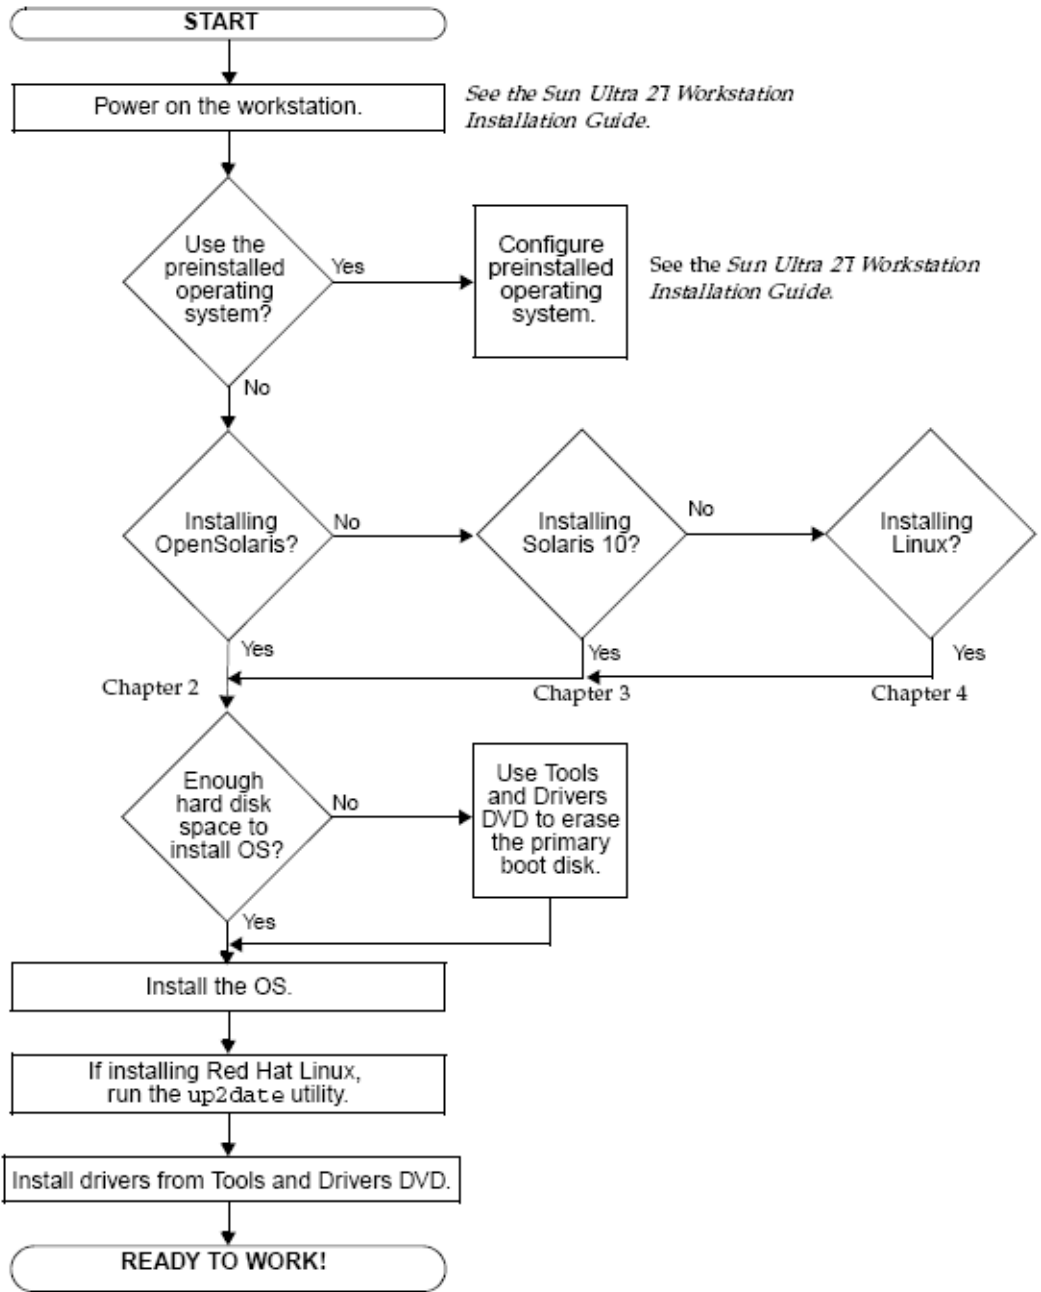 START
Power on the workstation.
See the Sun Ultra 27 Workstation
Installation Guide.
Use the
preinstalled
operating
system?
Yes
Configure
preinstalled
operating
system.
See the Sun Ultra 27 Workstation
Installation Guide.
No
Installing
OpenSolaris?
No
Installing
Solaris 10?
No
Installing
Linux?
Yes
Yes
Yes
Chapter 2
Chapter 3
Chapter 4
Enough
hard disk
space to
install OS?
No
Use Tools
and Drivers
DVD to erase
the primary
boot disk.
Yes
Install the OS.
If installing Red Hat Linux,
run the up2date utility.
Install drivers from Tools and Drivers DVD.
READY TO WORK!